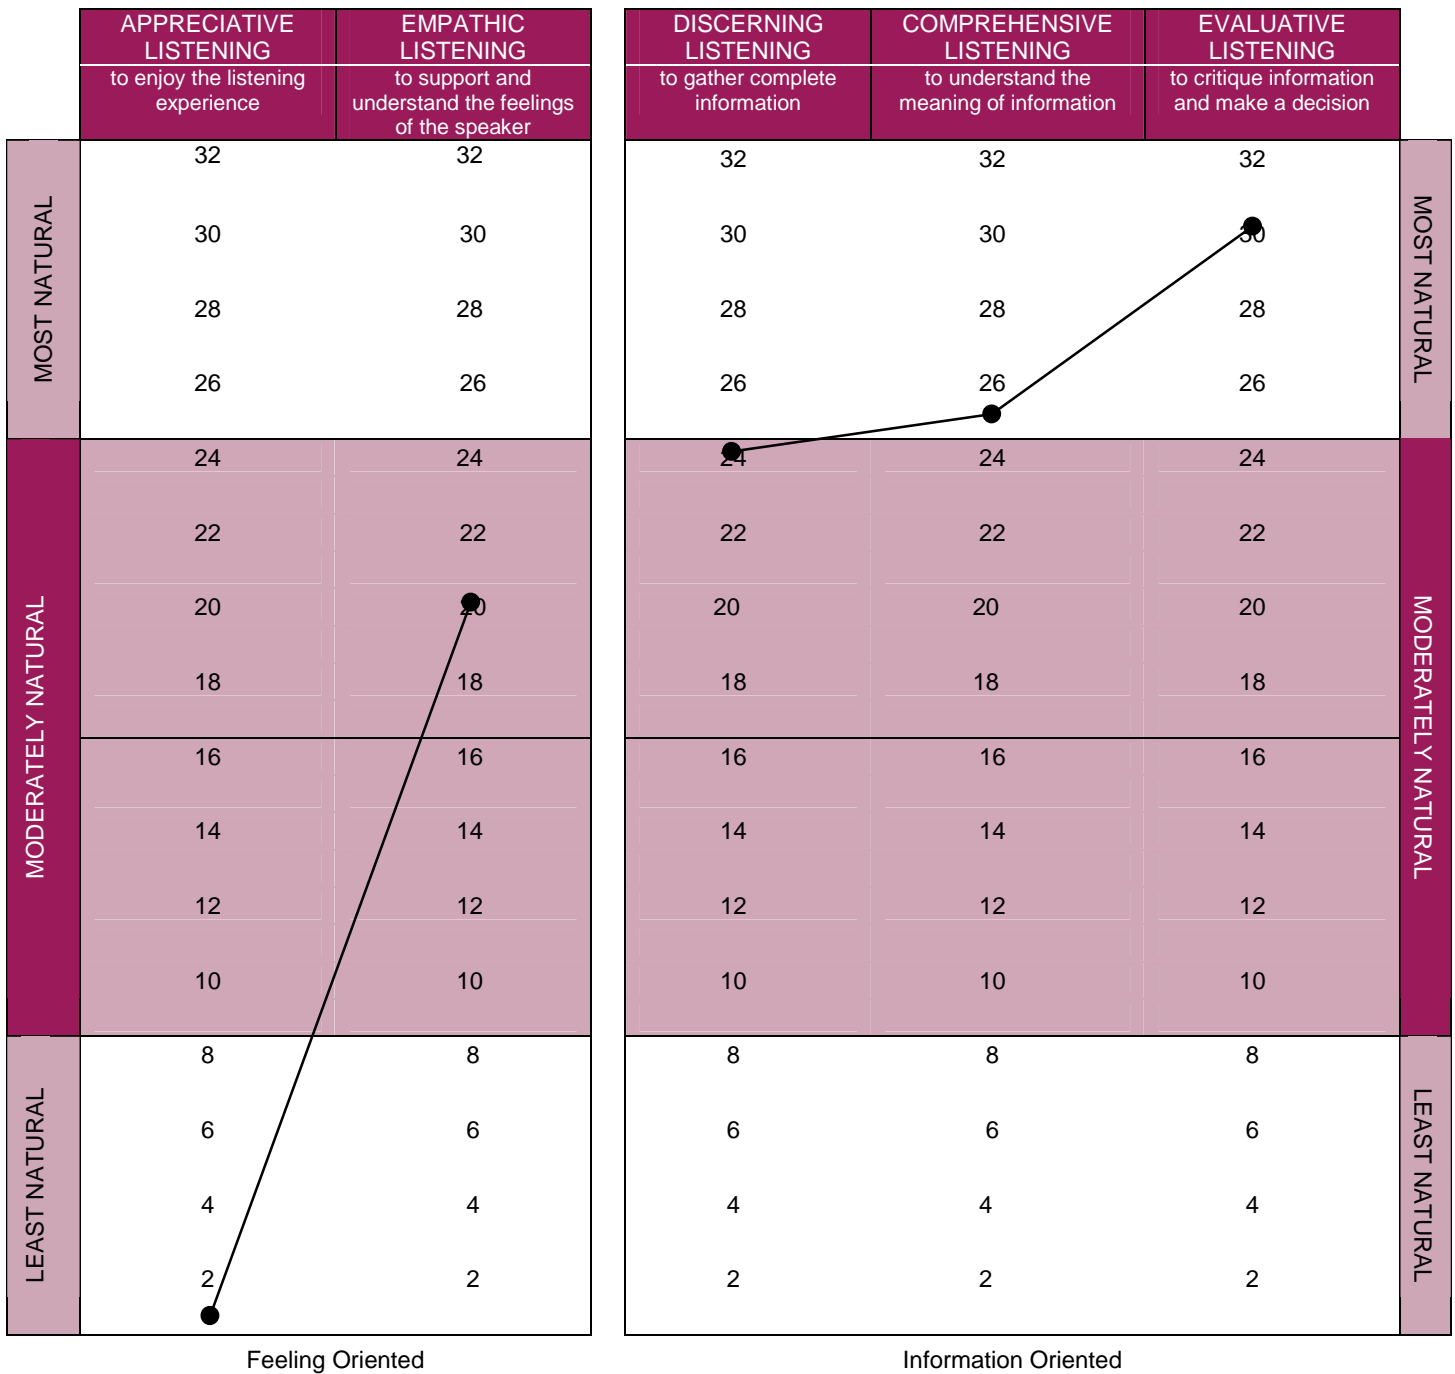 APPRECIATIVE LISTENING
to enjoy the listening experience
EMPATHIC LISTENING
to support and understand the feelings of the speaker
DISCERNING LISTENING
to gather complete information
COMPREHENSIVE LISTENING
to understand the meaning of information
EVALUATIVE LISTENING
to critique information and make a decision
MOST NATURAL
32 32 32 32 32
30 30 30 30 30
28 28 28 28 28
26 26 26 26 26
MOST NATURAL
MODERATELY NATURAL
24 24 24 24 24
22 22 22 22 22
20 20 20 20 20
18 18 18 18 18
16 16 16 16 16
14 14 14 14 14
12 12 12 12 12
10 10 10 10 10
MODERATELY NATURAL
LEAST NATURAL
8 8 8 8 8
6 6 6 6 6
4 4 4 4 4
2 2 2 2 2
LEAST NATURAL
Feeling Oriented
Information Oriented